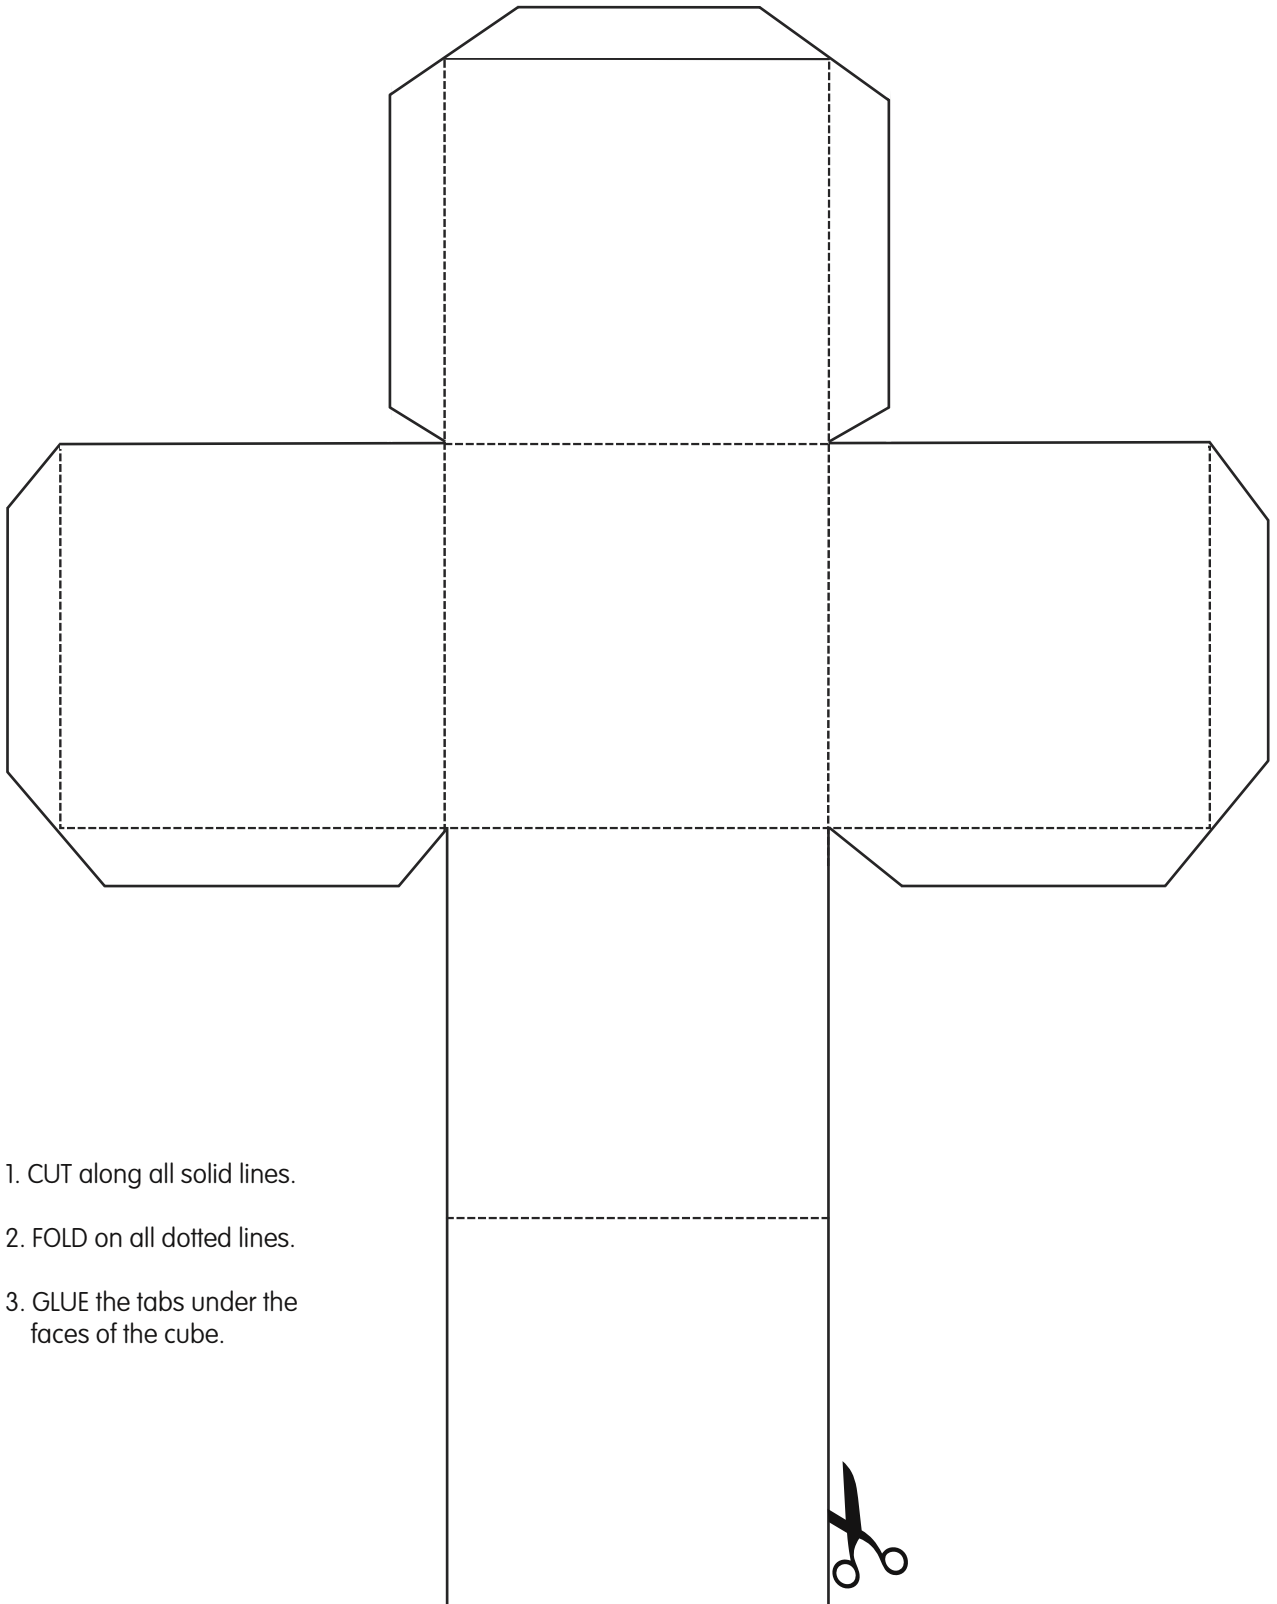 1. CUT along all solid lines.
2. FOLD on all dotted lines.
3. GLUE the tabs under the
faces of the cube.